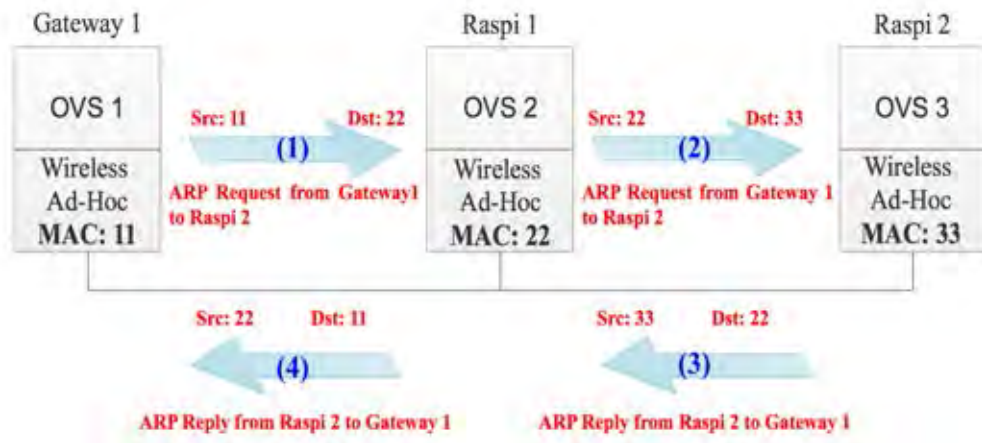 Gateway 1
Raspi 1
Raspi 2
OVS 1
OVS 2
OVS 3
Src: 11
Dst: 22
(1)
ARP Request from Gateway1
to Raspi 2
Src: 22
Dst: 33
(2)
ARP Request from Gateway 1
to Raspi 2
Wireless
Ad-Hoc
MAC: 11
Wireless
Ad-Hoc
MAC: 22
Wireless
Ad-Hoc
MAC: 33
Src: 22
Dst: 11
(4)
ARP Reply from Raspi 2 to Gateway 1
Src: 33
Dst: 22
(3)
ARP Reply from Raspi 2 to Gateway 1